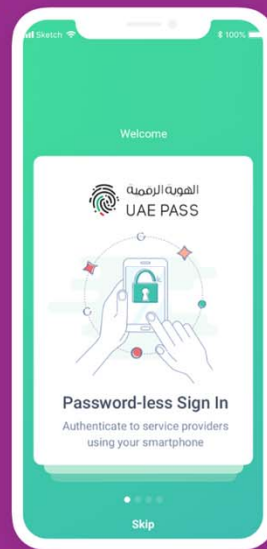 Sketch
100%
Welcome
الهوية الرقمية
UAE PASS
Password-less Sign In
Authenticate to service providers
using your smartphone
Skip